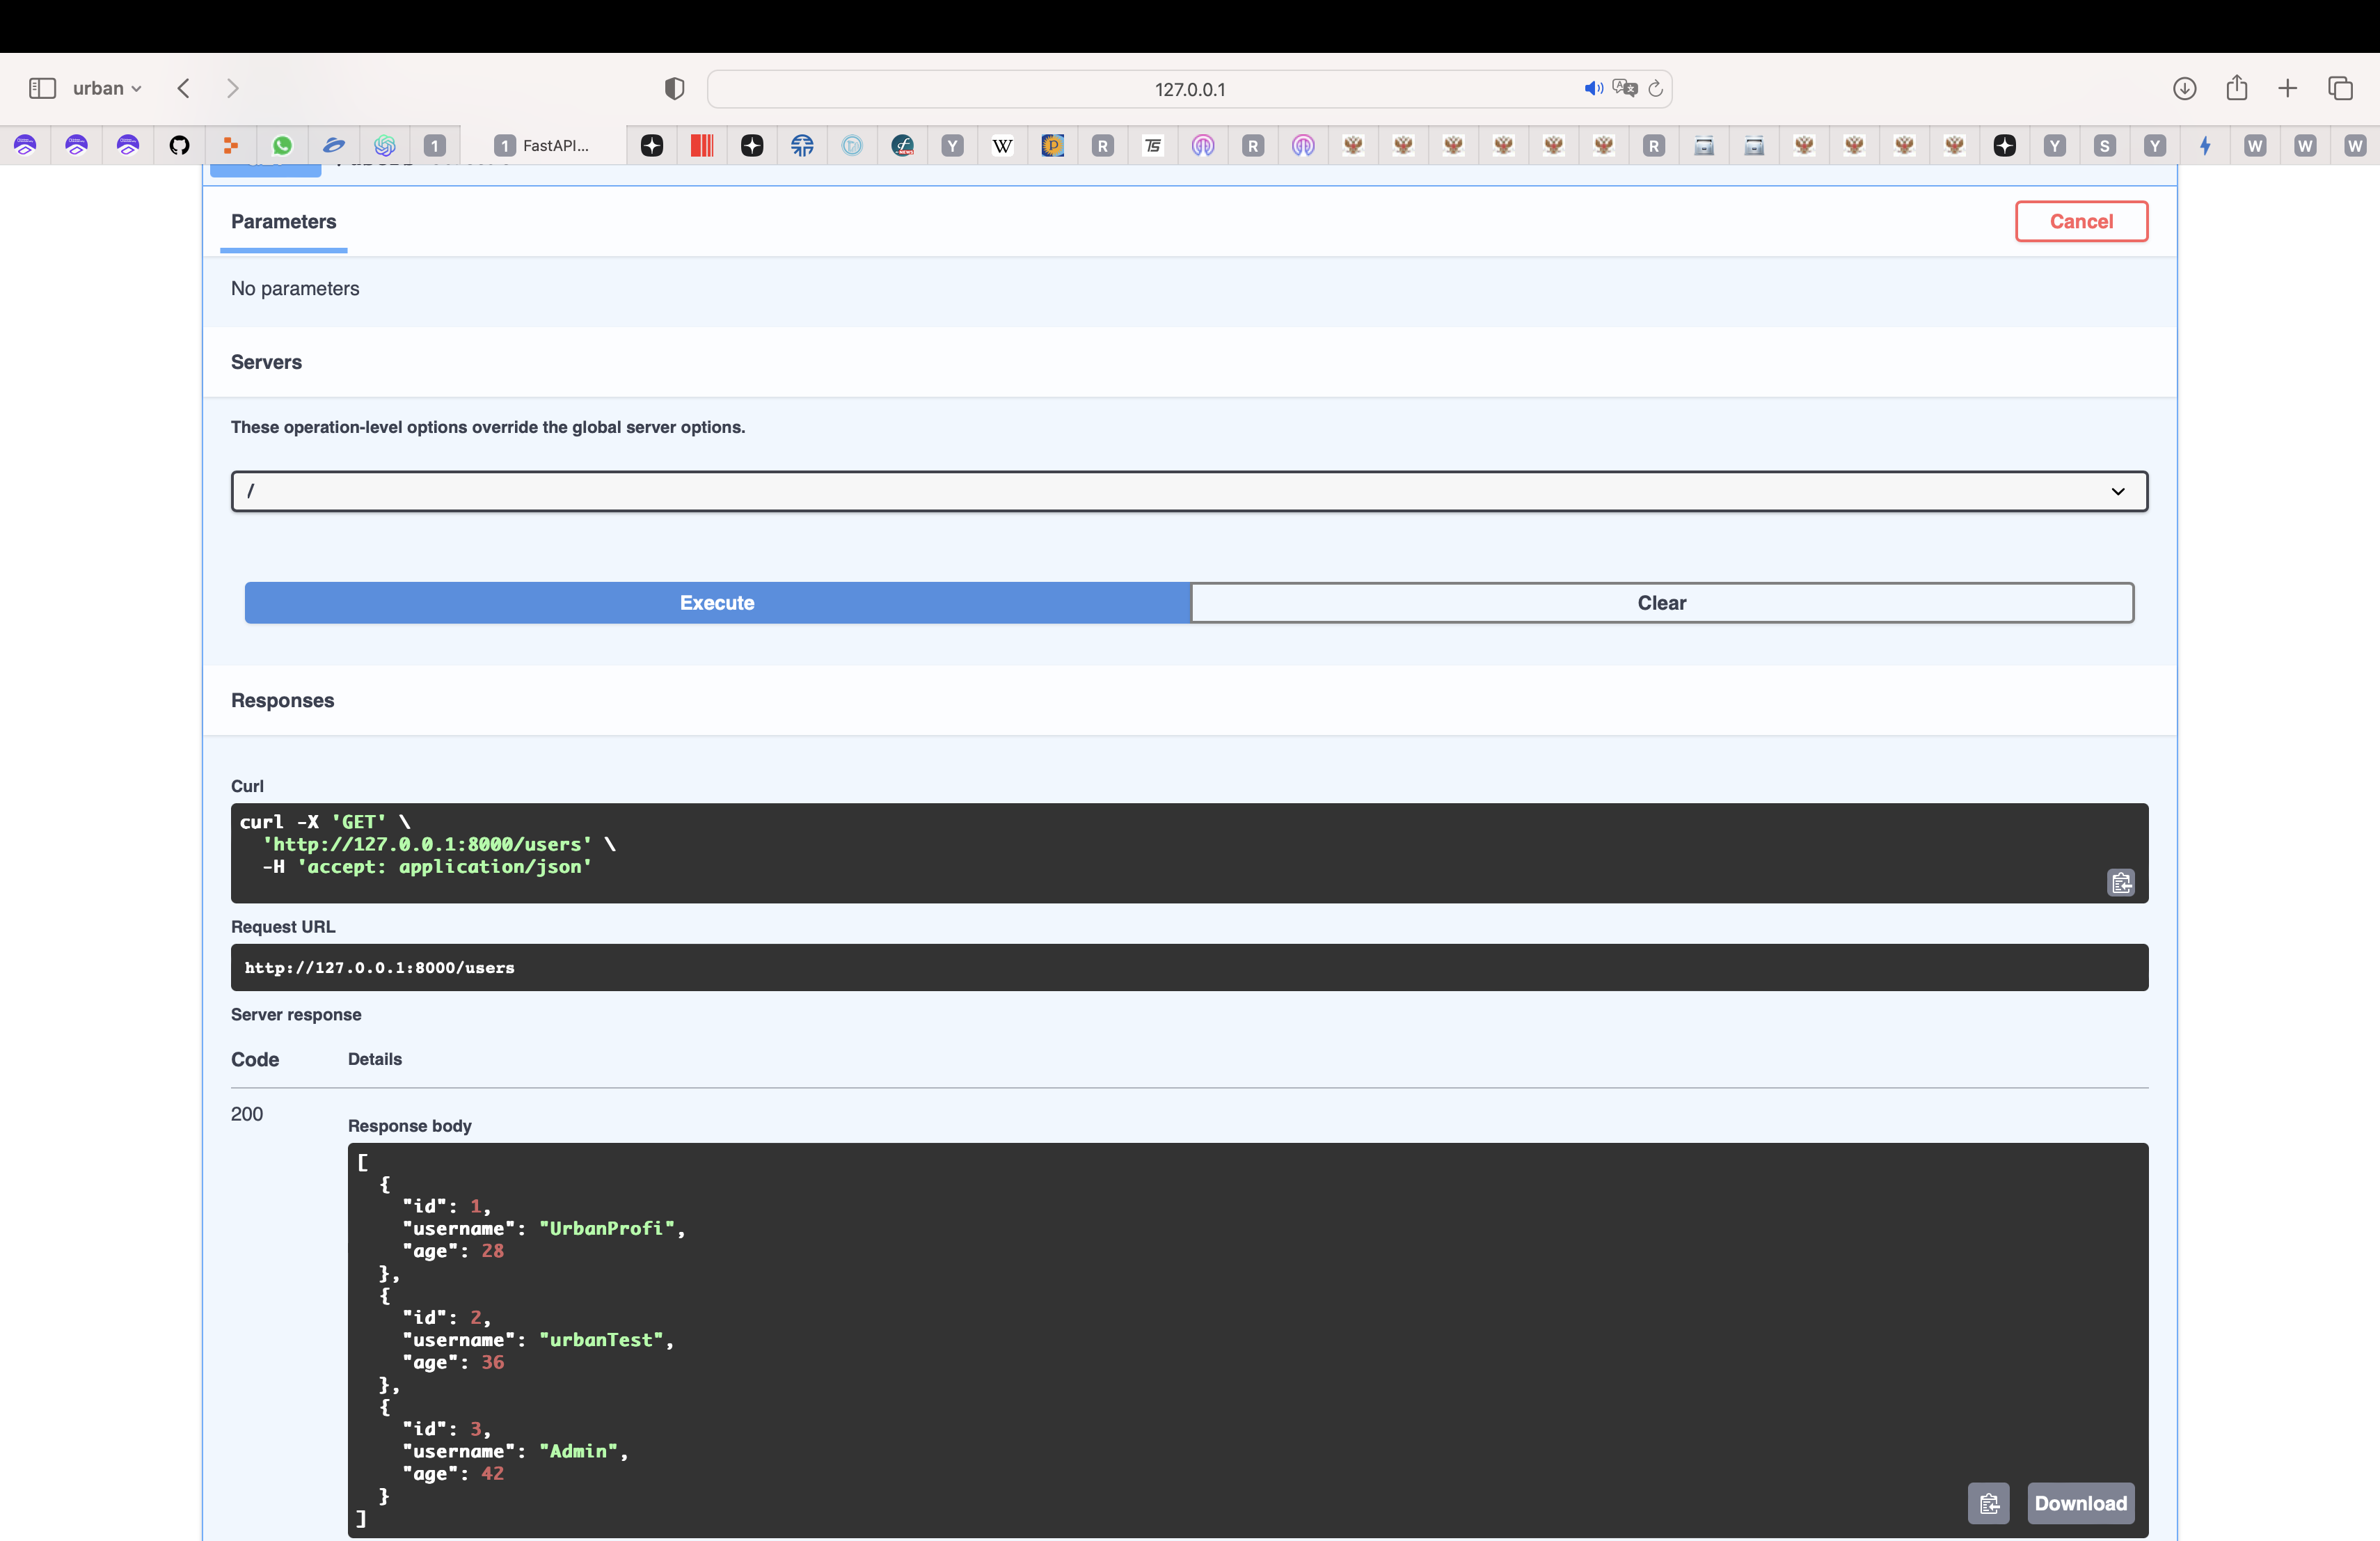 urban
127.0.0.1
1
1 FastAPI...
Y
W
P
R
TS
R
R
Y
S
Y
W
W
W
Parameters
Cancel
No parameters
Servers
These operation-level options override the global server options.
/
Execute
Clear
Responses
Curl
curl -X 'GET' \
'http://127.0.0.1:8000/users' \
-H 'accept: application/json'
Request URL
http://127.0.0.1:8000/users
Server response
Code
Details
200
Response body
[
{
"id": 1,
"username": "UrbanProfi",
"age": 28
},
{
"id": 2,
"username": "urbanTest",
"age": 36
},
{
"id": 3,
"username": "Admin",
"age": 42
}
]
Download